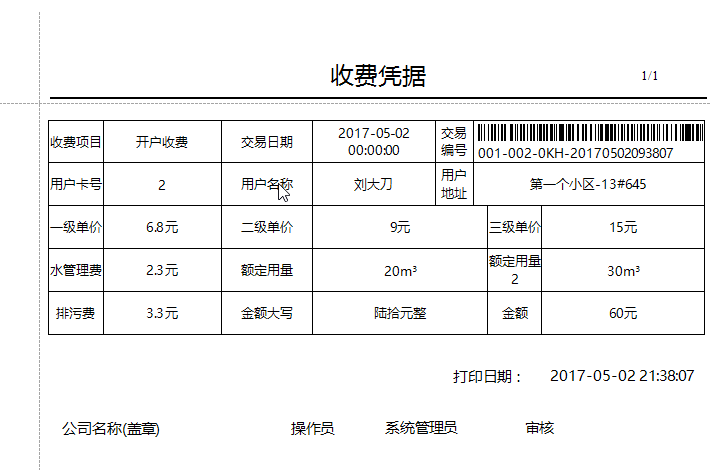 收费凭据
1/1
收费项目 开户收费 交易日期 2017-05-02 00:00:00 交易编号 001-002-0KH-20170502093807
用户卡号 2 用户名称 刘大刀 用户地址 第一个小区-13#645
一级单价 6.8元 二级单价 9元 三级单价 15元
水管理费 2.3元 额定用量 20m³ 额定用量2 30m³
排污费 3.3元 金额大写 陆拾元整 金额 60元
打印日期： 2017-05-02 21:38:07
公司名称(盖章) 操作员 系统管理员 审核